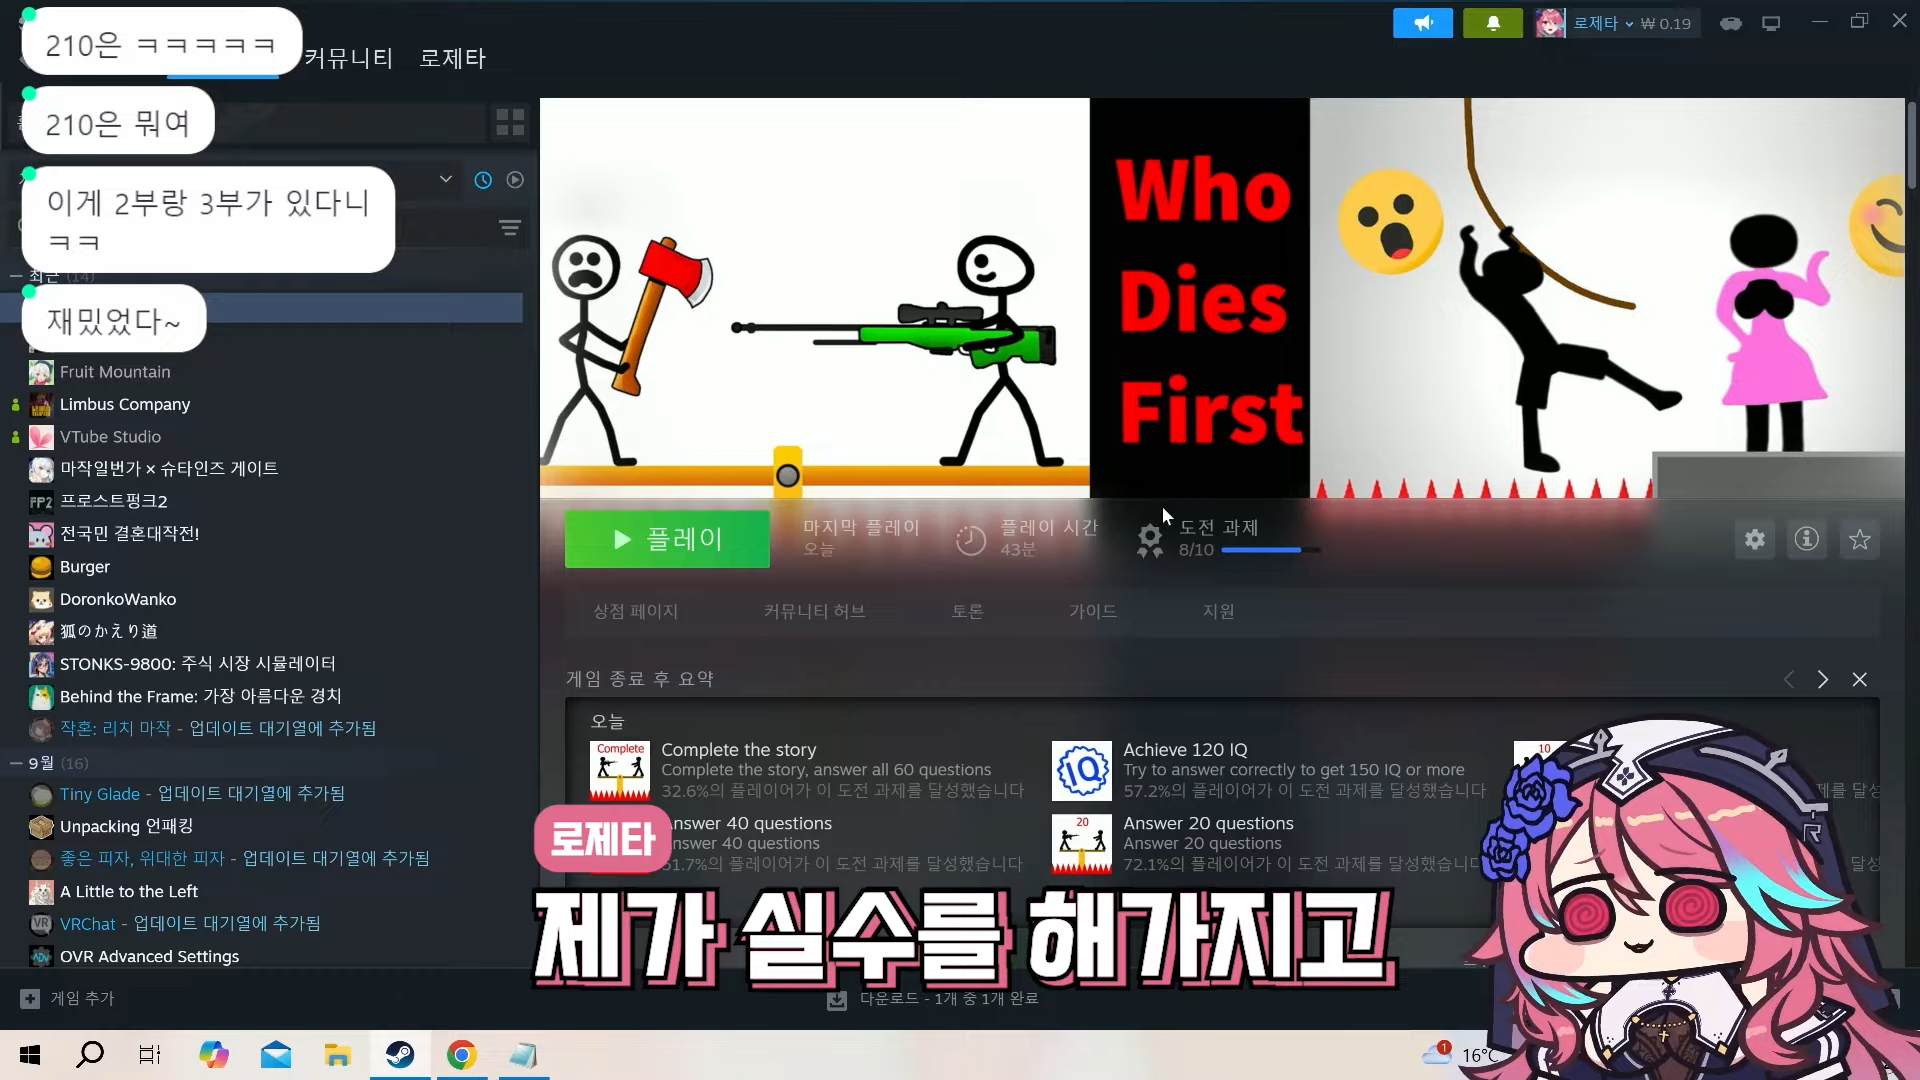 210은 ㅋㅋㅋㅋㅋ
커뮤니티
로제타
로제타
₩ 0.19
210은 뭐여
이게 2부랑 3부가 있다니
ㅋㅋ
최근 (14)
재밌었다~
Fruit Mountain
Limbus Company
VTube Studio
마작일번가 × 슈타인즈 게이트
FP2
프로스트펑크2
전국민 결혼대작전!
Burger
DoronkoWanko
狐のかえり道
STONKS-9800: 주식 시장 시뮬레이터
Behind the Frame: 가장 아름다운 경치
작혼: 리치 마작 - 업데이트 대기열에 추가됨
9월 (16)
Tiny Glade - 업데이트 대기열에 추가됨
Unpacking 언패킹
좋은 피자, 위대한 피자 - 업데이트 대기열에 추가됨
A Little to the Left
VRChat - 업데이트 대기열에 추가됨
OVR Advanced Settings
게임 추가
Who
Dies
First
플레이
마지막 플레이
오늘
플레이 시간
43분
도전 과제
8/10
상점 페이지
커뮤니티 허브
토론
가이드
지원
게임 종료 후 요약
오늘
Complete
Complete the story
Complete the story, answer all 60 questions
32.6%의 플레이어가 이 도전 과제를 달성했습니다
IQ
Achieve 120 IQ
Try to answer correctly to get 150 IQ or more
57.2%의 플레이어가 이 도전 과제를 달성했습니다
10
Answer 40 questions
Answer 40 questions
61.7%의 플레이어가 이 도전 과제를 달성했습니다
20
Answer 20 questions
Answer 20 questions
72.1%의 플레이어가 이 도전 과제를 달성했습니다
로제타
제가 실수를 해가지고
다운로드 - 1개 중 1개 완료
1
16°C